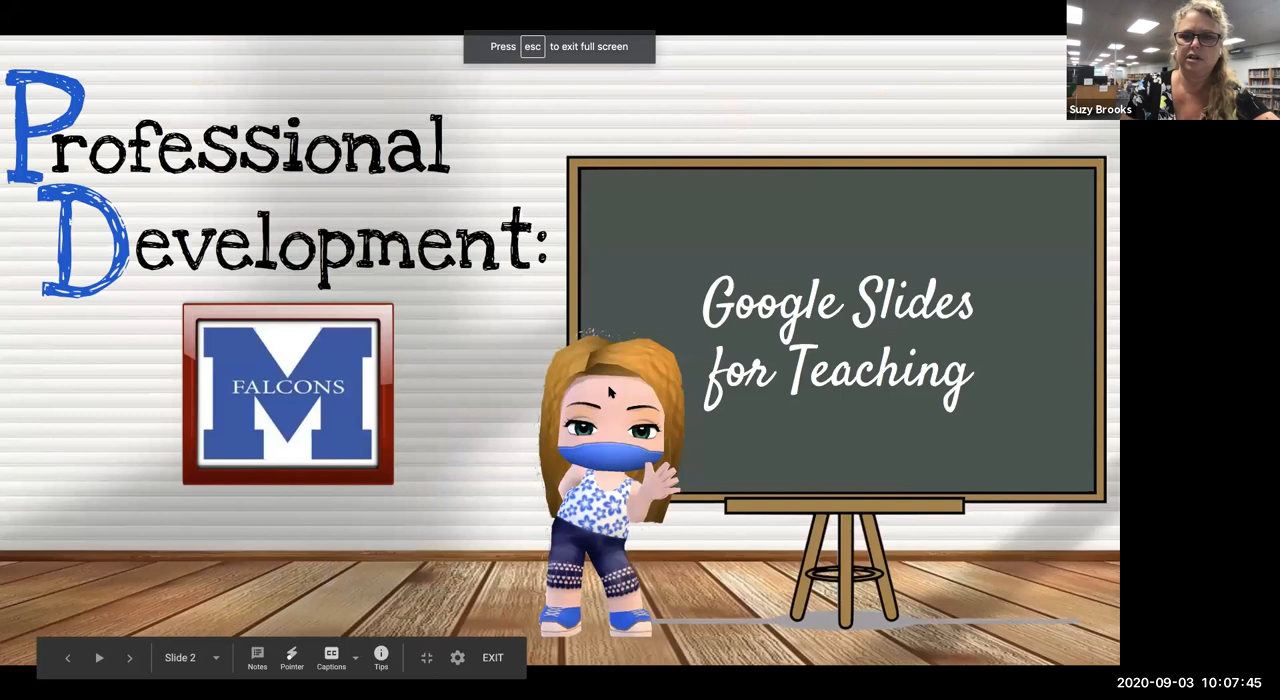 Press esc to exit full screen
Suzy Brooks
Professional
Development:
FALCONS
Google Slides
for Teaching
Slide 2
Notes
Pointer
Captions
Tips
EXIT
2020-09-03 10:07:45